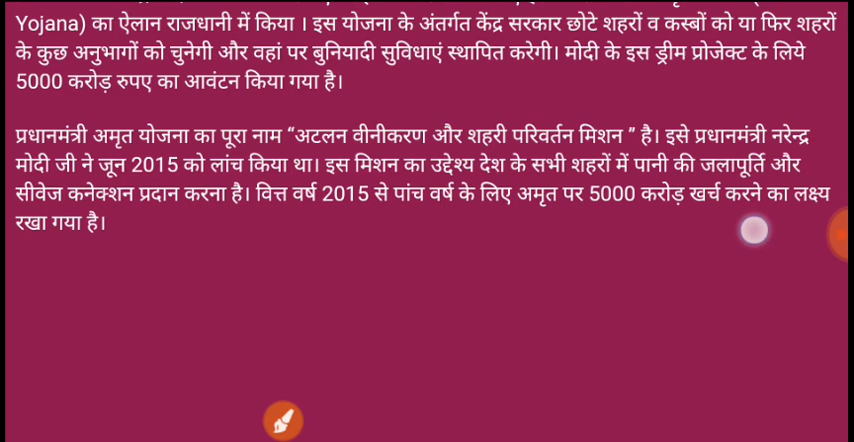 Yojana) का ऐलान राजधानी में किया । इस योजना के अंतर्गत केंद्र सरकार छोटे शहरों व कस्बों को या फिर शहरों
के कुछ अनुभागों को चुनेगी और वहां पर बुनियादी सुविधाएं स्थापित करेगी। मोदी के इस ड्रीम प्रोजेक्ट के लिये
5000 करोड़ रुपए का आवंटन किया गया है।
प्रधानमंत्री अमृत योजना का पूरा नाम “अटलन वीनीकरण और शहरी परिवर्तन मिशन ” है। इसे प्रधानमंत्री नरेन्द्र
मोदी जी ने जून 2015 को लांच किया था। इस मिशन का उद्देश्य देश के सभी शहरों में पानी की जलापूर्ति और
सीवेज कनेक्शन प्रदान करना है। वित्त वर्ष 2015 से पांच वर्ष के लिए अमृत पर 5000 करोड़ खर्च करने का लक्ष्य
रखा गया है।